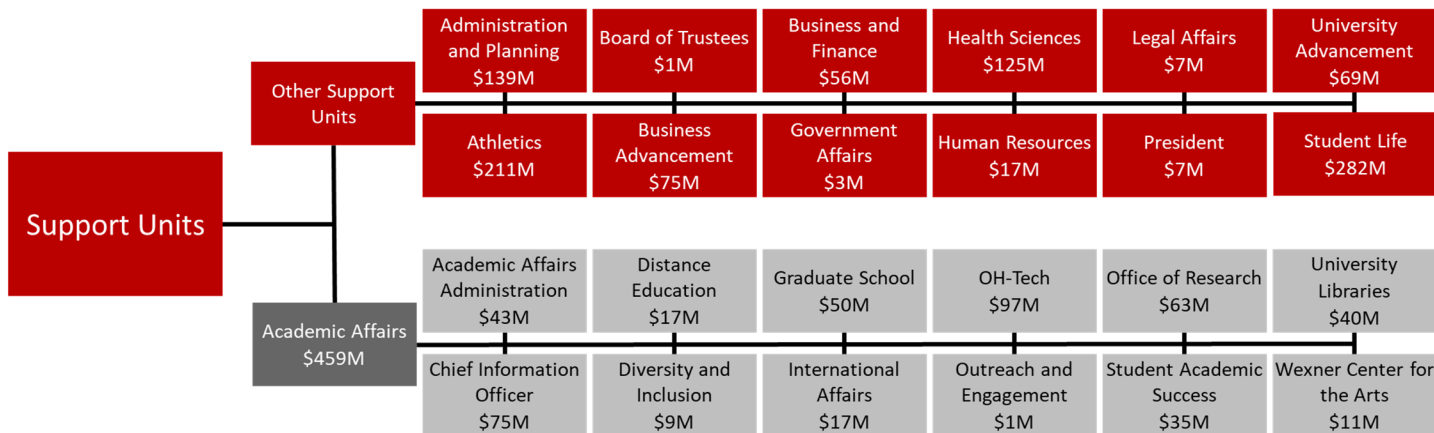 Support Units
Other Support
Units
Administration
and Planning
$139M
Board of Trustees
$1M
Business and
Finance
$56M
Health Sciences
$125M
Legal Affairs
$7M
University
Advancement
$69M
Athletics
$211M
Business
Advancement
$75M
Government
Affairs
$3M
Human Resources
$17M
President
$7M
Student Life
$282M
Academic Affairs
$459M
Academic Affairs
Administration
$43M
Distance
Education
$17M
Graduate School
$50M
OH-Tech
$97M
Office of Research
$63M
University
Libraries
$40M
Chief Information
Officer
$75M
Diversity and
Inclusion
$9M
International
Affairs
$17M
Outreach and
Engagement
$1M
Student Academic
Success
$35M
Wexner Center for
the Arts
$11M